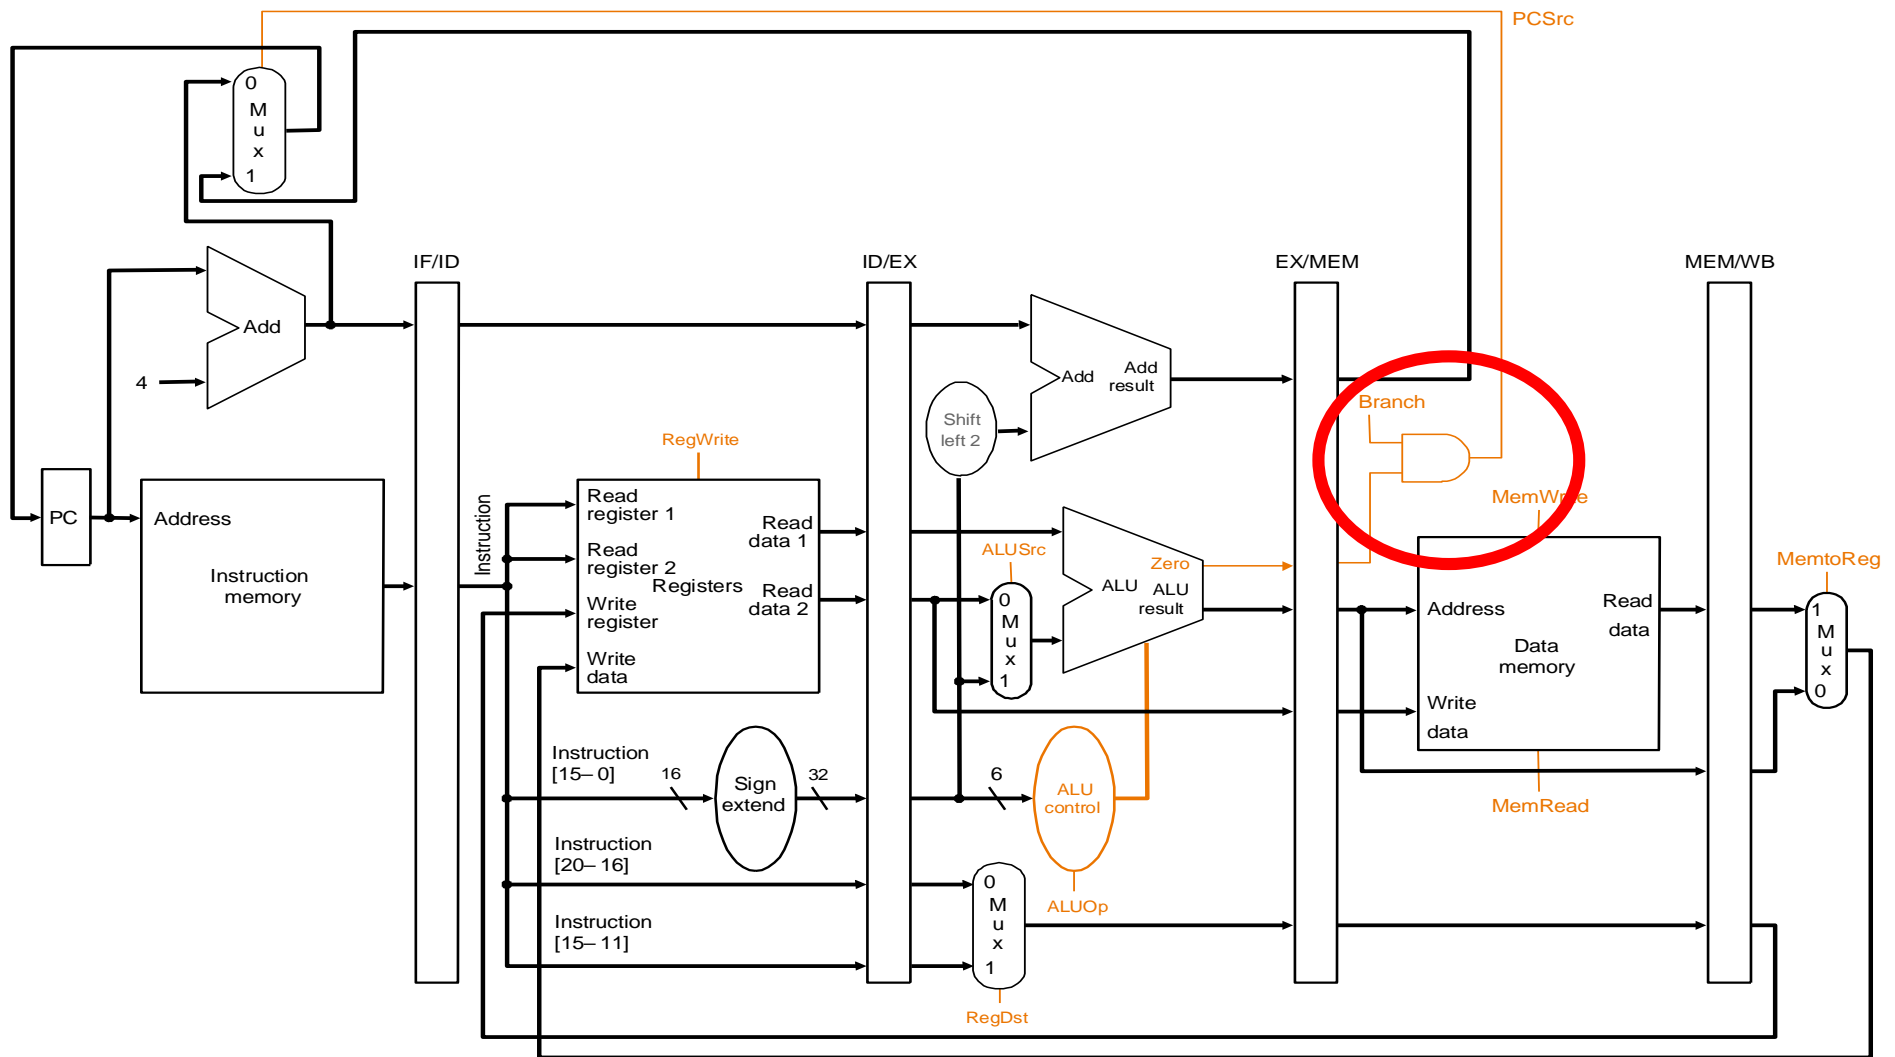 PCSrc
0
M
u
x
1
IF/ID
ID/EX
EX/MEM
MEM/WB
Add
4
Add
Add
result
Shift
left 2
Branch
RegWrite
PC
Address
Instruction
memory
Instruction
Read
register 1
Read
register 2
Write
register
Write
data
Registers
Read
data 1
Read
data 2
ALUSrc
0
M
u
x
1
Zero
ALU
ALU
result
MemWrite
Address
Read
data
Data
memory
Write
data
MemRead
MemtoReg
1
M
u
x
0
Instruction
[15– 0]
16
Sign
extend
32
6
ALU
control
ALUOp
Instruction
[20– 16]
Instruction
[15– 11]
0
M
u
x
1
RegDst